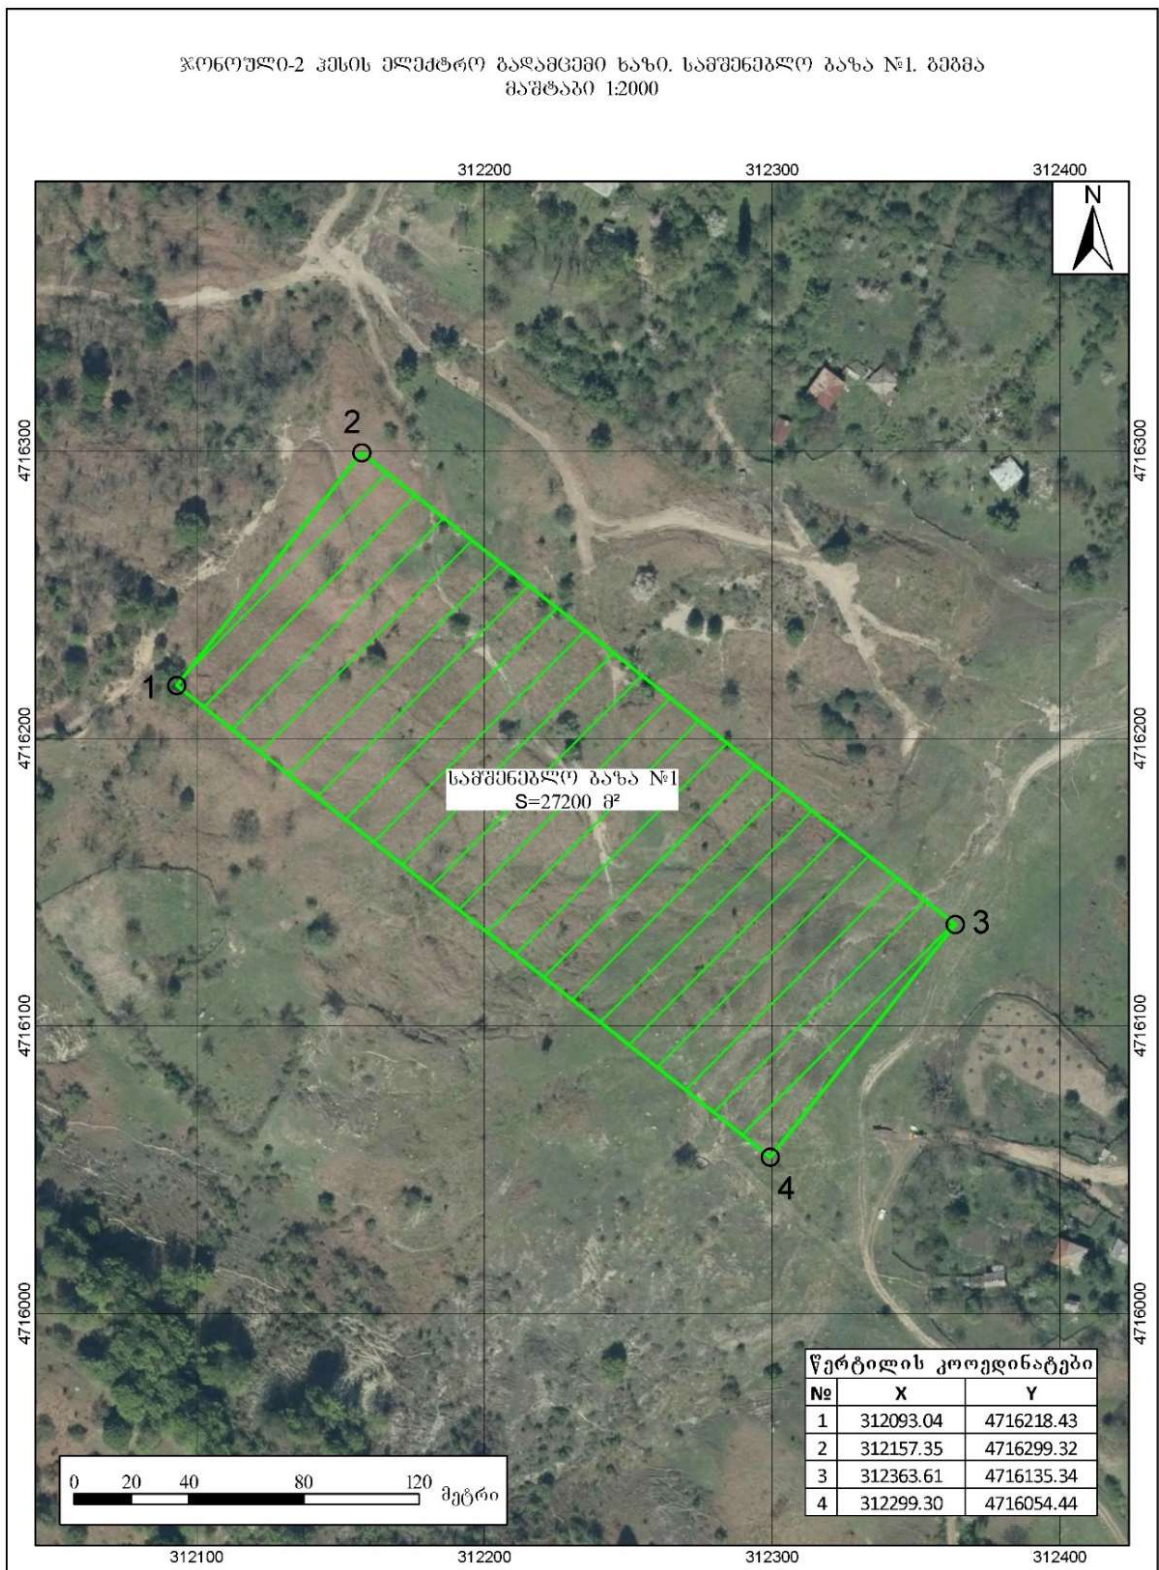 ჯონოული-2 ჰესის ელექტრო გადამცემი ხაზი. სამშენებლო ბაზა №1. გეგმა
მაშტაბი 1:2000
312200
312300
312400
N
4716300
4716300
2
1
4716200
4716200
სამშენებლო ბაზა №1
S=27200 მ²
3
4716100
4716100
4
4716000
4716000
წერტილის კოოედინატები
№ X Y
1 312093.04 4716218.43
2 312157.35 4716299.32
3 312363.61 4716135.34
4 312299.30 4716054.44
0 20 40 80 120 მეტრი
312100
312200
312300
312400